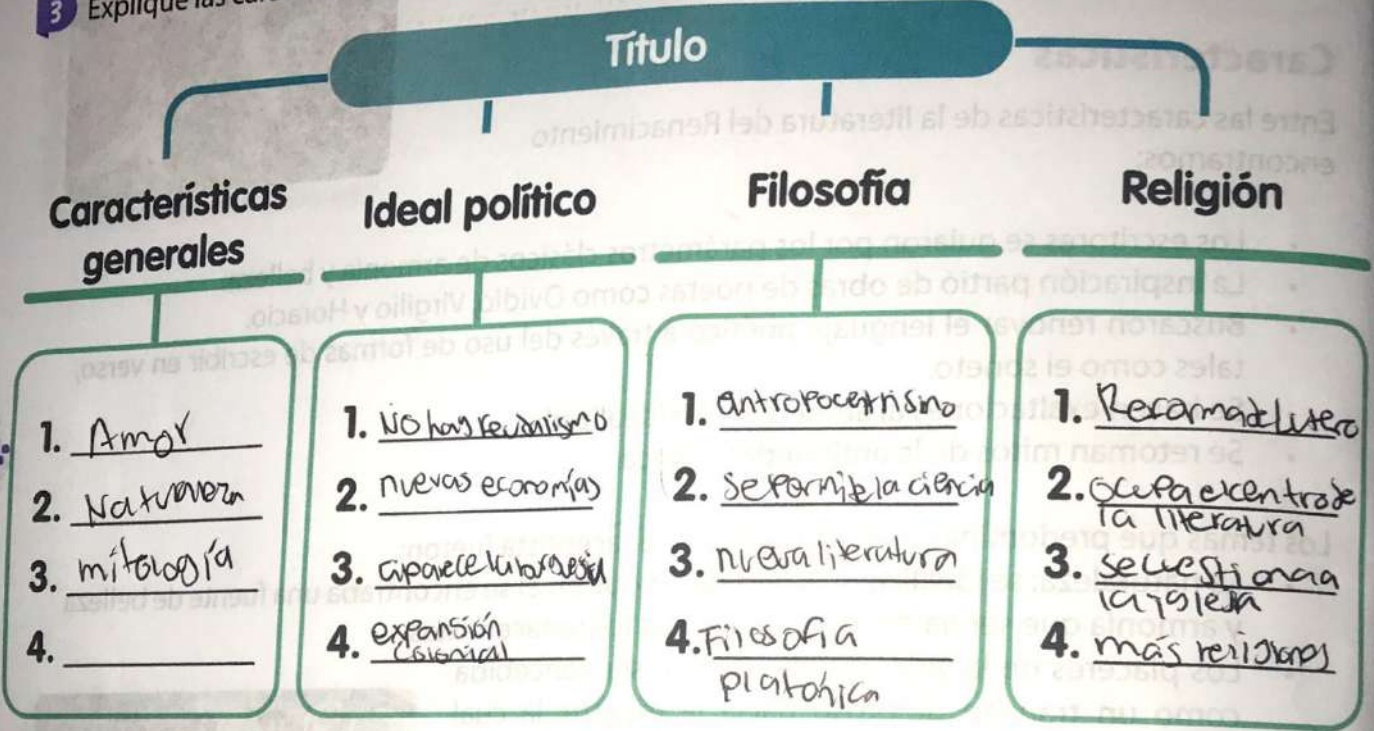 3 Explique las
Título
Características
generales
1. Amor
2. Naturaleza
3. mitología
4.
Ideal político
1. No hay feudalismo
2. nuevas economías
3. aparece la burguesía
4. expansión
colonial
Filosofía
1. antropocentrismo
2. se permite la ciencia
3. nueva literatura
4. Filosofía
platónica
Religión
1. Reforma de Lutero
2. ocupa el centro de
la literatura
3. se cuestiona a
la iglesia
4. más religiones